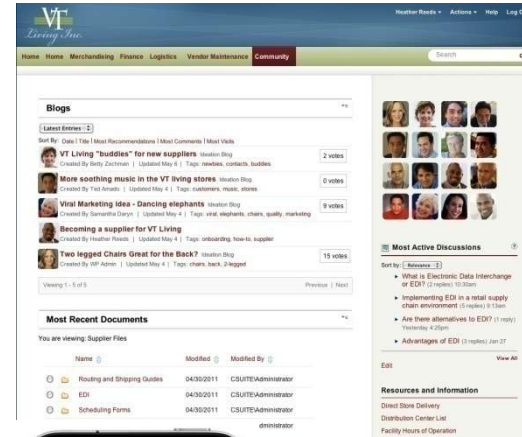 Heather Reeds Actions Help Log
VT
Living Inc.
Home Home Merchandising Finance Logistics Vendor Maintenance Community
Search
Blogs
Latest Entries
Sort By: Date | Title | Most Recommendations | Most Comments | Most Visits
VT Living "buddies" for new suppliers Ideation Blog
Created By Betty Zechman | Updated May 6 | Tags: newbies, contacts, buddies
2 votes
More soothing music in the VT living stores Ideation Blog
Created By Ted Amado | Updated May 4 | Tags: customers, music, stores
0 votes
Viral Marketing Idea - Dancing elephants Ideation Blog
Created By Samantha Daryn | Updated May 4 | Tags: viral, elephants, chairs, quality, marketing
9 votes
Becoming a supplier for VT Living
Created By Heather Reeds | Updated May 4 | Tags: onboarding, how-to, supplier
Two legged Chairs Great for the Back? Ideation Blog
Created By WP Admin | Updated May 4 | Tags: chairs, back, 2-legged
15 votes
Viewing 1 - 5 of 5
Previous | Next
Most Recent Documents
You are viewing: Supplier Files
Name Modified Modified By
Routing and Shipping Guides 04/30/2011 CSUITE\Administrator
EDI 04/30/2011 CSUITE\Administrator
Scheduling Forms 04/30/2011 CSUITE\Administrator
dministrator
Most Active Discussions
Sort by: Relevance
What is Electronic Data Interchange
or EDI? (2 replies) 10:30am
Implementing EDI in a retail supply
chain environment (5 replies) 9:13am
Are there alternatives to EDI? (1 reply)
Yesterday 4:25pm
Advantages of EDI (3 replies) Jan 27
View All
Edit
Resources and Information
Direct Store Delivery
Distribution Center List
Facility Hours of Operation